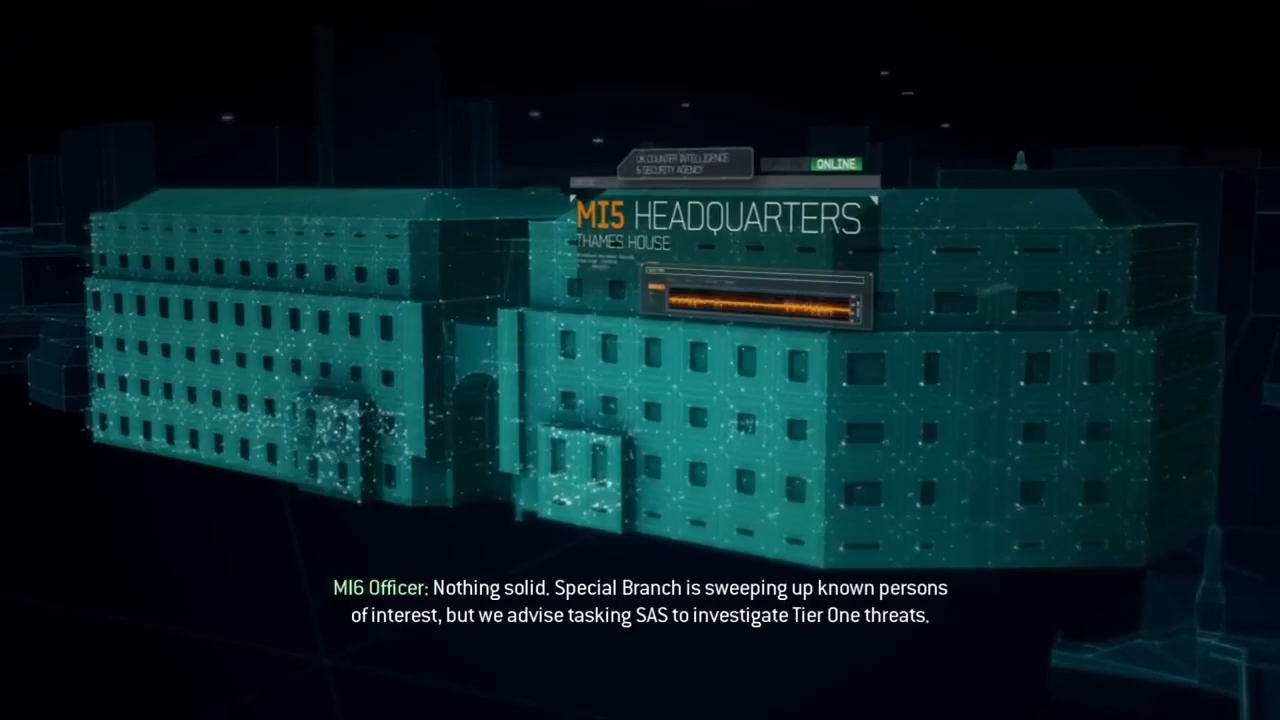 UK COUNTER INTELLIGENCE
& SECURITY AGENCY
ONLINE
MI5 HEADQUARTERS
THAMES HOUSE
MI6 Officer: Nothing solid. Special Branch is sweeping up known persons
of interest, but we advise tasking SAS to investigate Tier One threats.